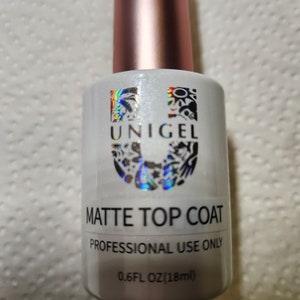 U
UNIGEL
MATTE TOP COAT
PROFESSIONAL USE ONLY
0.6FL OZ(18ml)